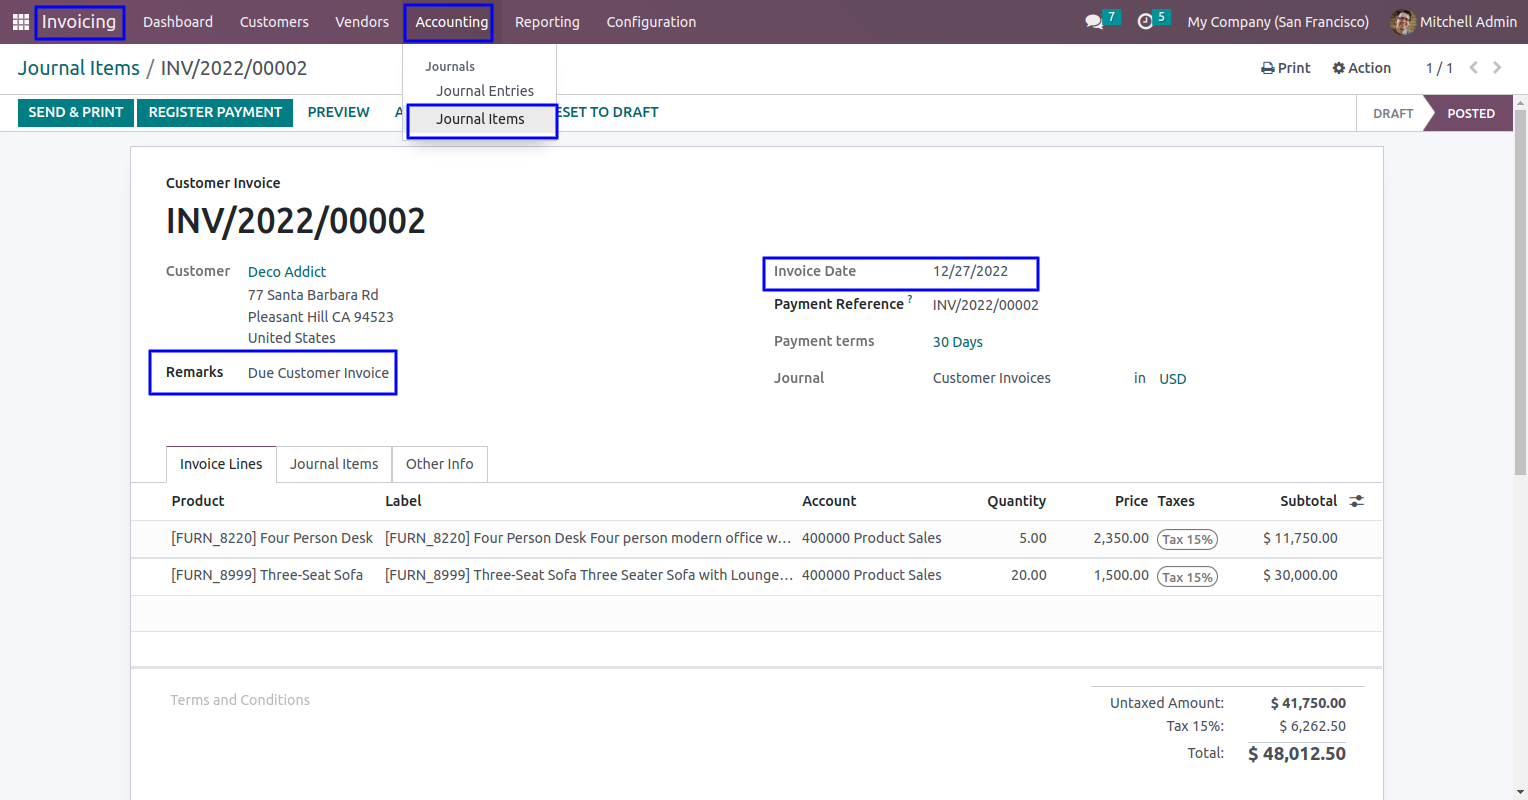 Invoicing Dashboard Customers Vendors Accounting Reporting Configuration 7 5 My Company (San Francisco) Mitchell Admin
Journals
Journal Entries
Journal Items
Journal Items / INV/2022/00002 Print Action 1 / 1
SEND & PRINT REGISTER PAYMENT PREVIEW A ESET TO DRAFT DRAFT POSTED
Customer Invoice
INV/2022/00002
Customer Deco Addict
77 Santa Barbara Rd
Pleasant Hill CA 94523
United States
Remarks Due Customer Invoice
Invoice Date 12/27/2022
Payment Reference ? INV/2022/00002
Payment terms 30 Days
Journal Customer Invoices in USD
Invoice Lines Journal Items Other Info
Product Label Account Quantity Price Taxes Subtotal
[FURN_8220] Four Person Desk [FURN_8220] Four Person Desk Four person modern office w... 400000 Product Sales 5.00 2,350.00 Tax 15% $ 11,750.00
[FURN_8999] Three-Seat Sofa [FURN_8999] Three-Seat Sofa Three Seater Sofa with Lounge... 400000 Product Sales 20.00 1,500.00 Tax 15% $ 30,000.00
Terms and Conditions
Untaxed Amount: $ 41,750.00
Tax 15%: $ 6,262.50
Total: $ 48,012.50